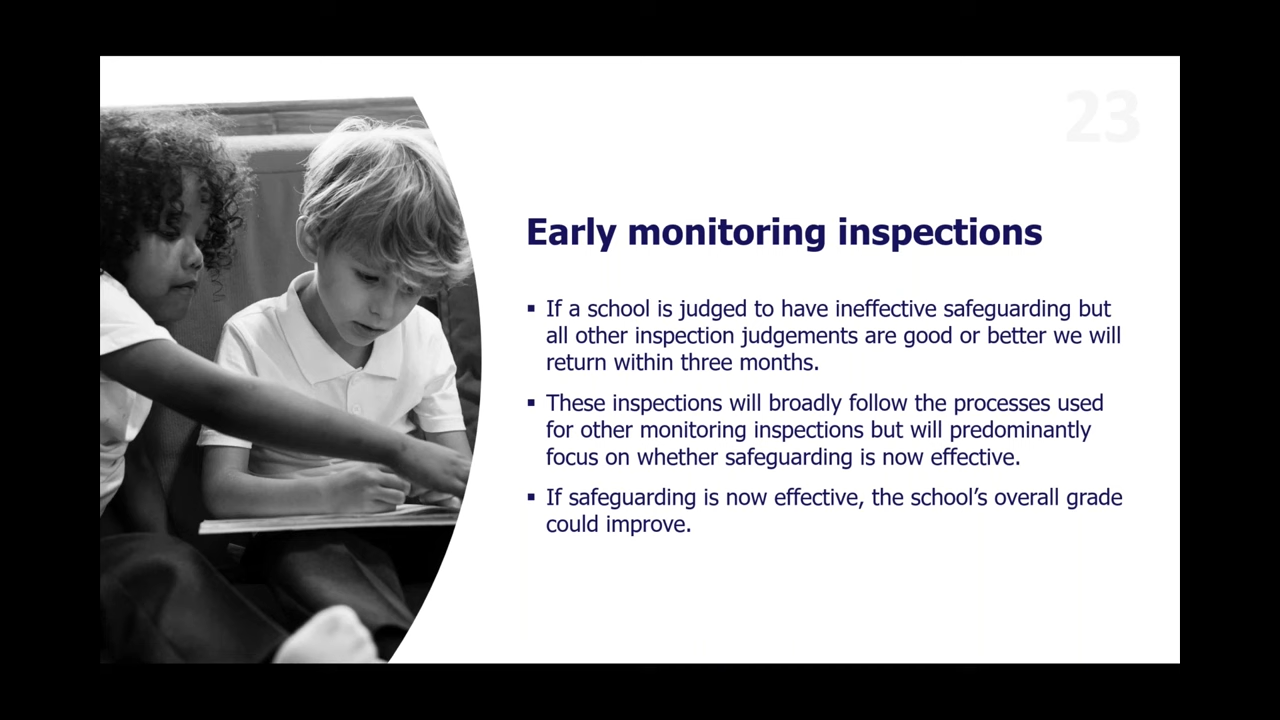 23
Early monitoring inspections
▪ If a school is judged to have ineffective safeguarding but
all other inspection judgements are good or better we will
return within three months.
▪ These inspections will broadly follow the processes used
for other monitoring inspections but will predominantly
focus on whether safeguarding is now effective.
▪ If safeguarding is now effective, the school’s overall grade
could improve.